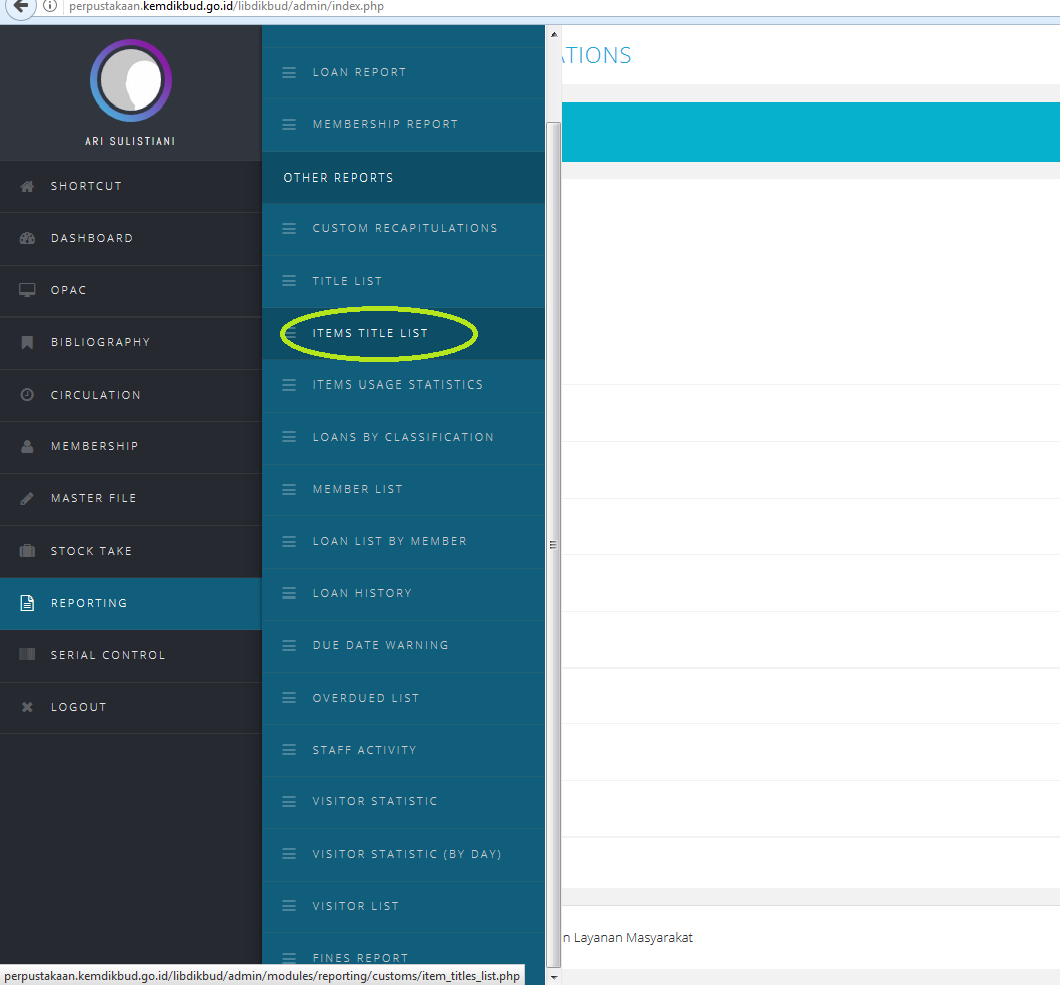 perpustakaan.kemdikbud.go.id/libdikbud/admin/index.php
ARI SULISTIANI
SHORTCUT
DASHBOARD
OPAC
BIBLIOGRAPHY
CIRCULATION
MEMBERSHIP
MASTER FILE
STOCK TAKE
REPORTING
SERIAL CONTROL
LOGOUT
LOAN REPORT
MEMBERSHIP REPORT
OTHER REPORTS
CUSTOM RECAPITULATIONS
TITLE LIST
ITEMS TITLE LIST
ITEMS USAGE STATISTICS
LOANS BY CLASSIFICATION
MEMBER LIST
LOAN LIST BY MEMBER
LOAN HISTORY
DUE DATE WARNING
OVERDUED LIST
STAFF ACTIVITY
VISITOR STATISTIC
VISITOR STATISTIC (BY DAY)
VISITOR LIST
FINES REPORT
ATIONS
n Layanan Masyarakat
perpustakaan.kemdikbud.go.id/libdikbud/admin/modules/reporting/customs/item_titles_list.php